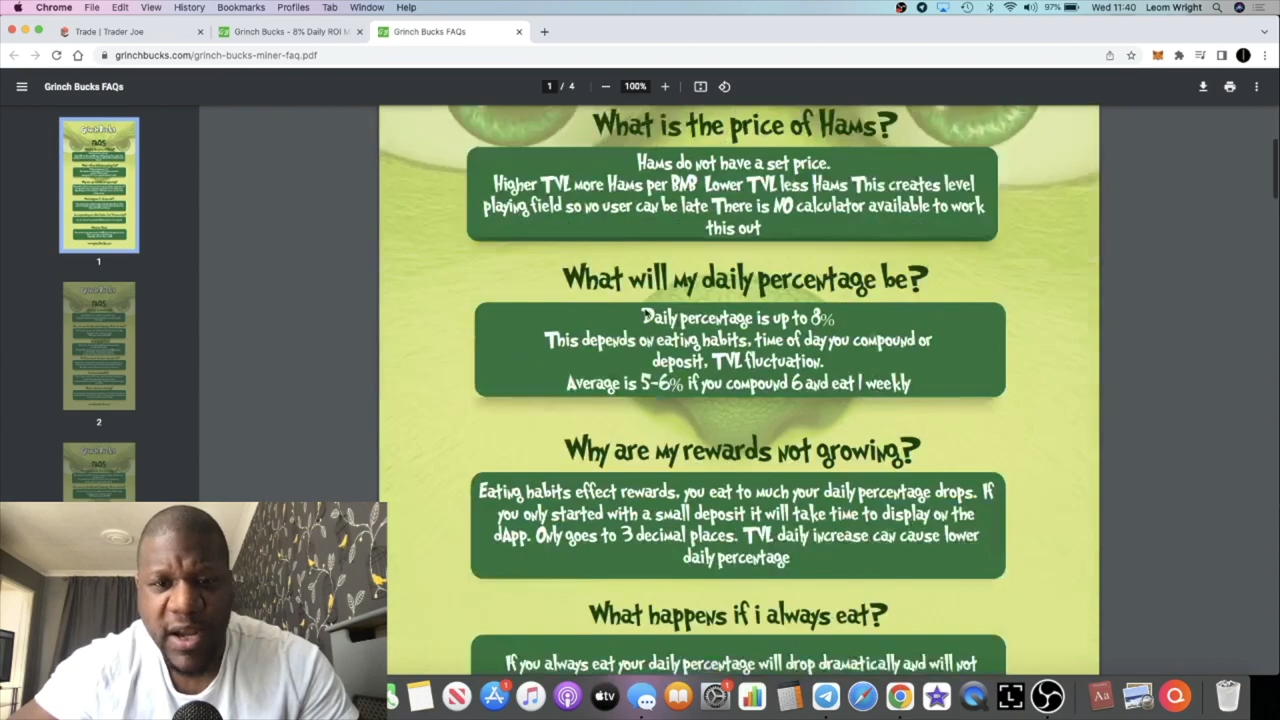 Chrome File Edit View History Bookmarks Profiles Tab Window Help 97% Wed 11:40 Leom Wright
Trade | Trader Joe
Grinch Bucks - 8% Daily ROI M
Grinch Bucks FAQs
grinchbucks.com/grinch-bucks-miner-faq.pdf
Grinch Bucks FAQs
1 / 4
100%
What is the price of Hams?
Hams do not have a set price.
Higher TVL more Hams per BNB Lower TVL less Hams This creates level
playing field so no user can be late There is NO calculator available to work
this out
What will my daily percentage be?
Daily percentage is up to 8%
This depends on eating habits, time of day you compound or
deposit, TVL fluctuation.
Average is 5-6% if you compound 6 and eat 1 weekly
Why are my rewards not growing?
Eating habits effect rewards, you eat to much your daily percentage drops. If
you only started with a small deposit it will take time to display on the
dApp. Only goes to 3 decimal places. TVL daily increase can cause lower
daily percentage
What happens if i always eat?
If you always eat your daily percentage will drop dramatically and will not
1
2
tv
Aa